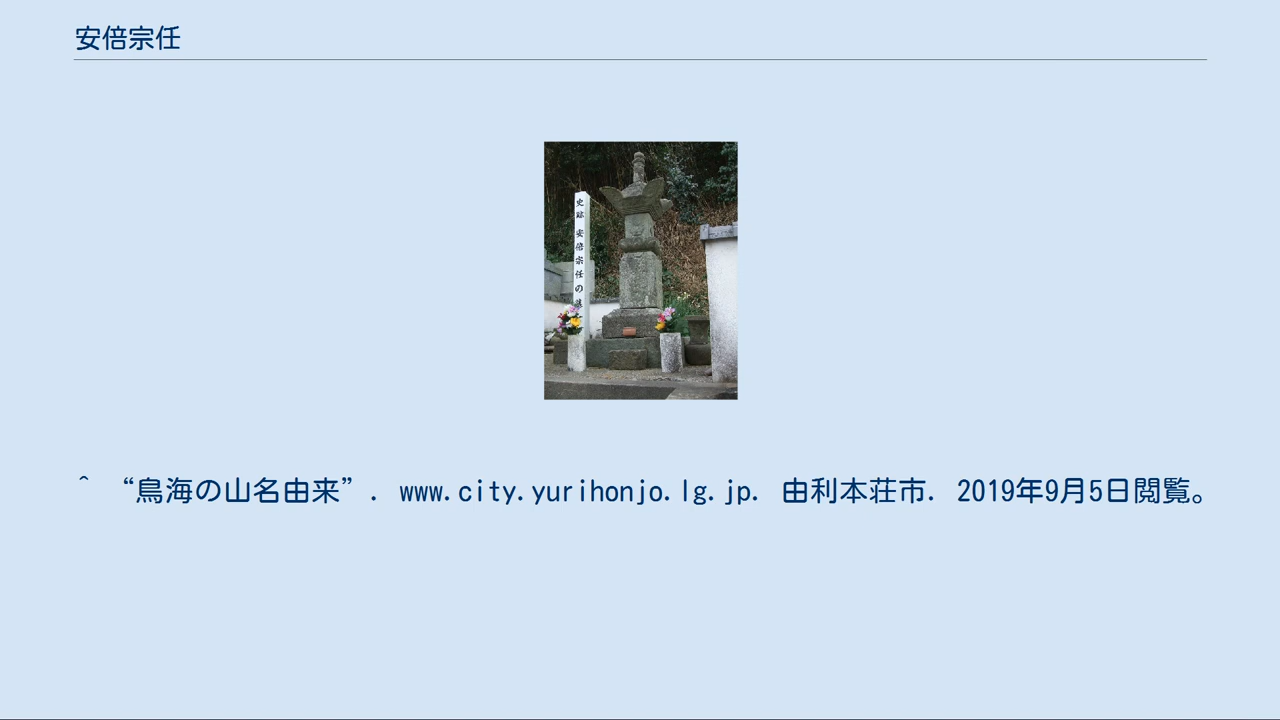 安倍宗任
史跡 安倍宗任の墓
^ “鳥海の山名由来”. www.city.yurihonjo.lg.jp. 由利本荘市. 2019年9月5日閲覧。